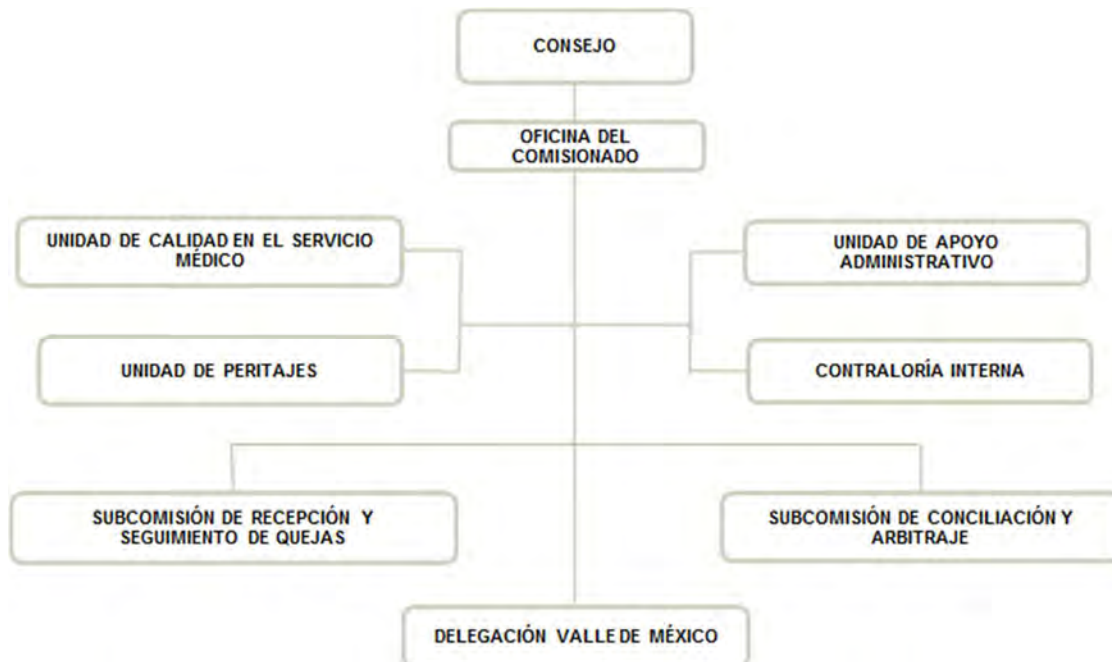 CONSEJO
OFICINA DEL
COMISIONADO
UNIDAD DE CALIDAD EN EL SERVICIO
MÉDICO
UNIDAD DE APOYO
ADMINISTRATIVO
UNIDAD DE PERITAJES
CONTRALORÍA INTERNA
SUBCOMISIÓN DE RECEPCIÓN Y
SEGUIMIENTO DE QUEJAS
SUBCOMISIÓN DE CONCILIACIÓN Y
ARBITRAJE
DELEGACIÓN VALLE DE MÉXICO